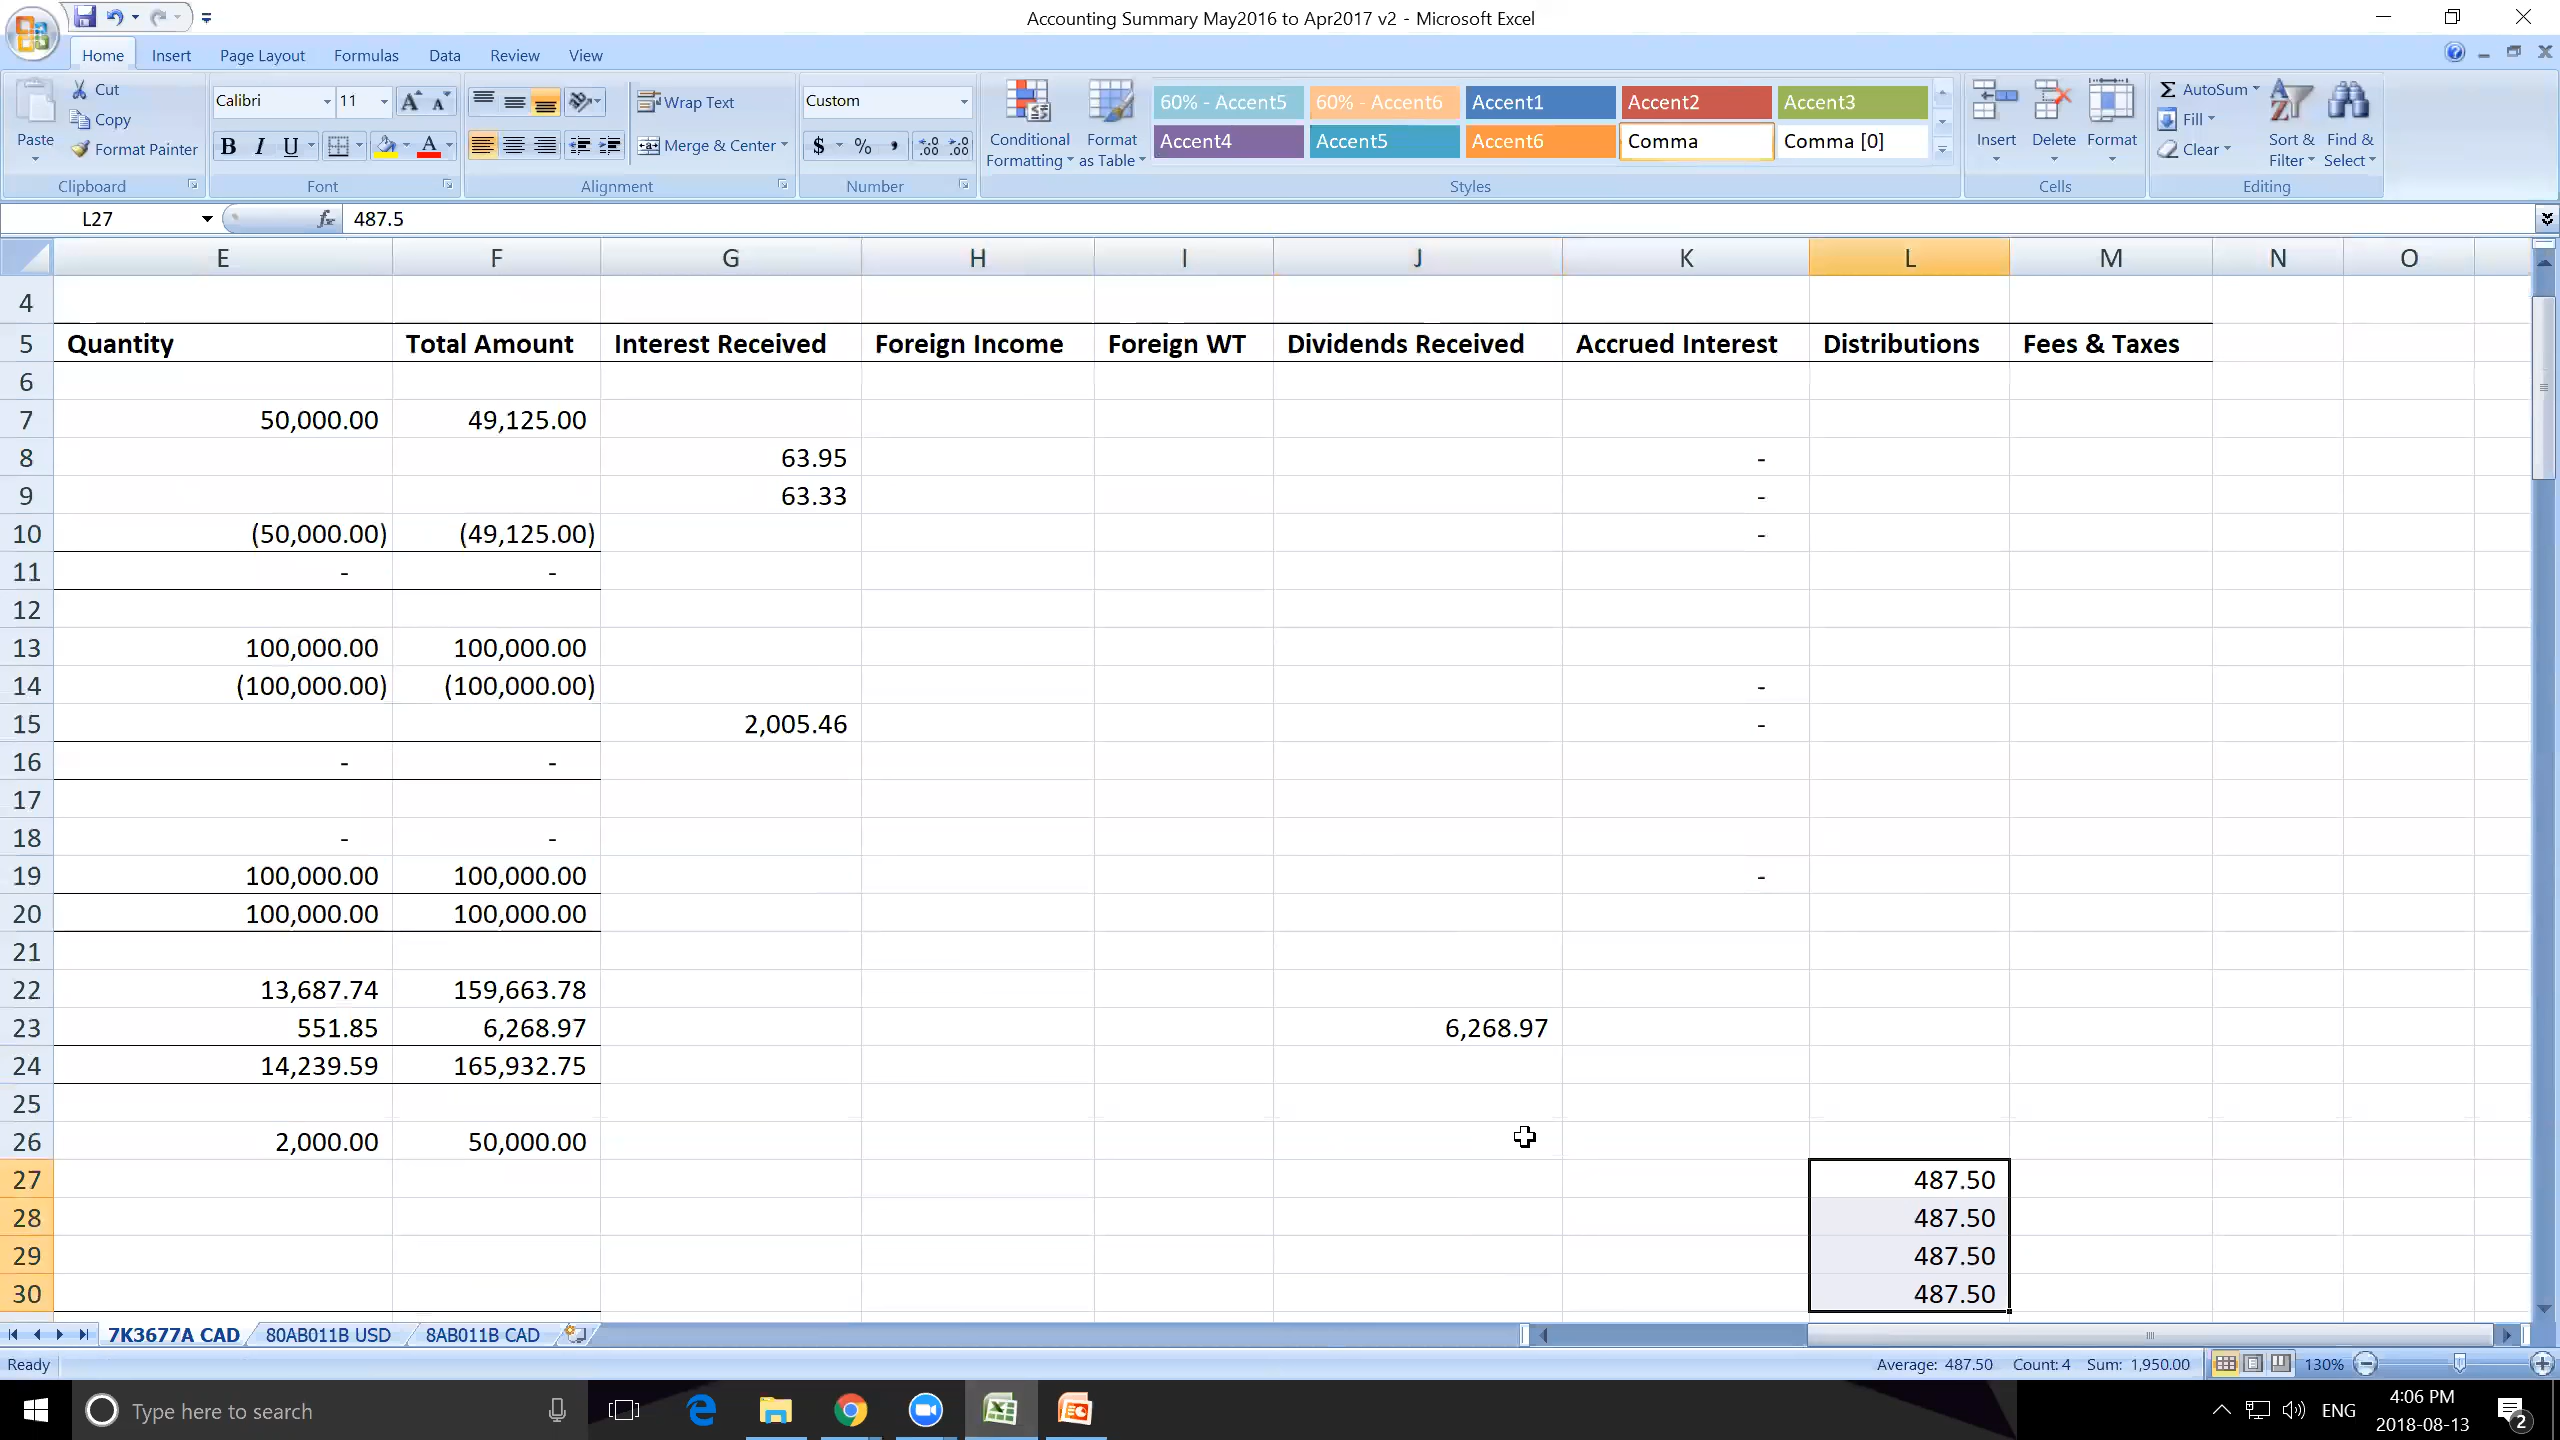 Accounting Summary May2016 to Apr2017 v2 - Microsoft Excel
Home Insert Page Layout Formulas Data Review View
Cut
Copy
Format Painter
Paste
Clipboard
Calibri 11
B I U
Font
Wrap Text
Merge & Center
Alignment
Custom
$ % ,
Number
Conditional Formatting
Format as Table
60% - Accent5 60% - Accent6 Accent1 Accent2 Accent3
Accent4 Accent5 Accent6 Comma Comma [0]
Styles
Insert Delete Format
Cells
AutoSum
Fill
Clear
Sort & Filter
Find & Select
Editing
L27 fx 487.5
E F G H I J K L M N O
4
5 Quantity Total Amount Interest Received Foreign Income Foreign WT Dividends Received Accrued Interest Distributions Fees & Taxes
6
7 50,000.00 49,125.00
8 63.95 -
9 63.33 -
10 (50,000.00) (49,125.00) -
11 - -
12
13 100,000.00 100,000.00
14 (100,000.00) (100,000.00) -
15 2,005.46 -
16 - -
17
18 - -
19 100,000.00 100,000.00 -
20 100,000.00 100,000.00
21
22 13,687.74 159,663.78
23 551.85 6,268.97 6,268.97
24 14,239.59 165,932.75
25
26 2,000.00 50,000.00
27 487.50
28 487.50
29 487.50
30 487.50
7K3677A CAD 80AB011B USD 8AB011B CAD
Ready Average: 487.50 Count: 4 Sum: 1,950.00 130%
Type here to search
ENG
4:06 PM
2018-08-13
2